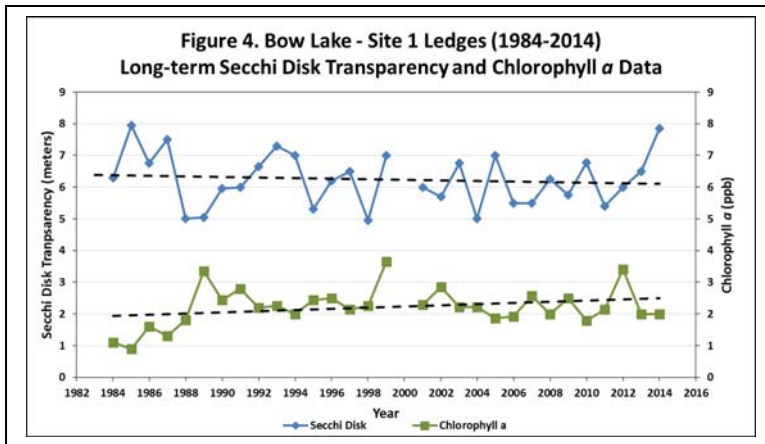 Figure 4. Bow Lake - Site 1 Ledges (1984-2014)
Long-term Secchi Disk Transparency and Chlorophyll a Data
Secchi Disk Tranpsarency (meters)
9
8
7
6
5
4
3
2
1
0
9
8
7
6
5
4
3
2
1
0
Chlorophyll a (ppb)
1982 1984 1986 1988 1990 1992 1994 1996 1998 2000 2002 2004 2006 2008 2010 2012 2014 2016
Year
Secchi Disk Chlorophyll a